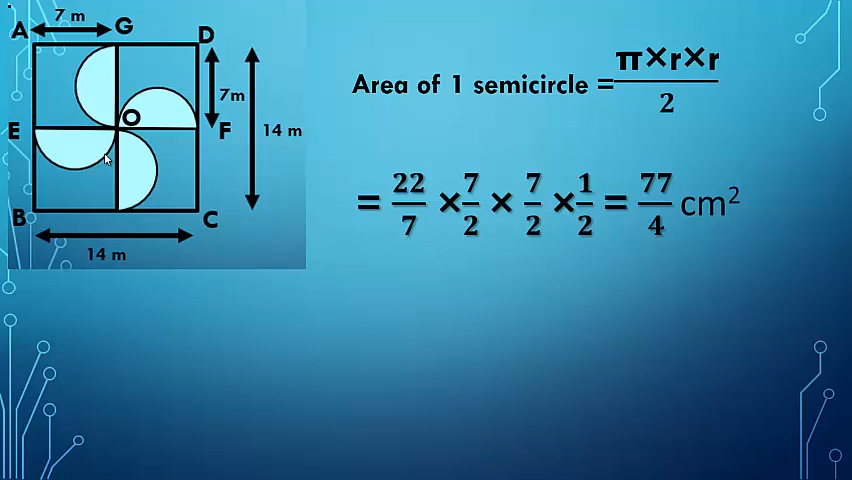 7 m
A G D
7m
E O F 14 m
B C
14 m
Area of 1 semicircle = π×r×r / 2
= 22/7 × 7/2 × 7/2 × 1/2 = 77/4 cm²